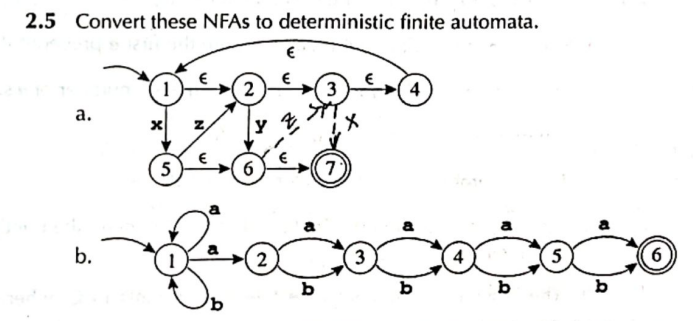 2.5 Convert these NFAs to deterministic finite automata.
ϵ
1 ϵ 2 ϵ 3 ϵ 4
a.
x z y z x
5 ϵ 6 ϵ 7
a
a a a a
b. 1 a 2 3 4 5 6
b b b b
b